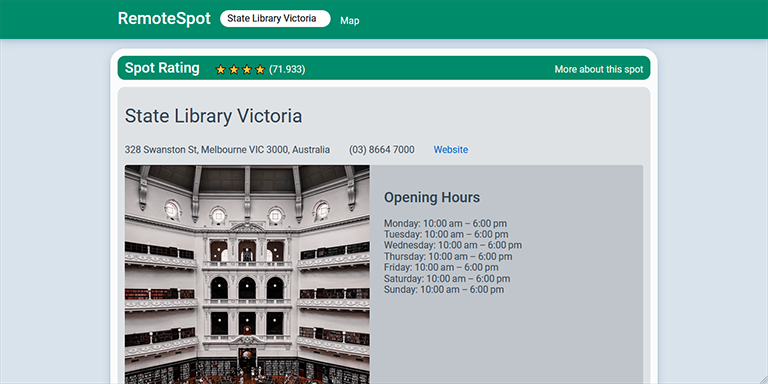 RemoteSpot
State Library Victoria
Map
Spot Rating
(71.933)
More about this spot
State Library Victoria
328 Swanston St, Melbourne VIC 3000, Australia
(03) 8664 7000
Website
Opening Hours
Monday: 10:00 am – 6:00 pm
Tuesday: 10:00 am – 6:00 pm
Wednesday: 10:00 am – 6:00 pm
Thursday: 10:00 am – 6:00 pm
Friday: 10:00 am – 6:00 pm
Saturday: 10:00 am – 6:00 pm
Sunday: 10:00 am – 6:00 pm